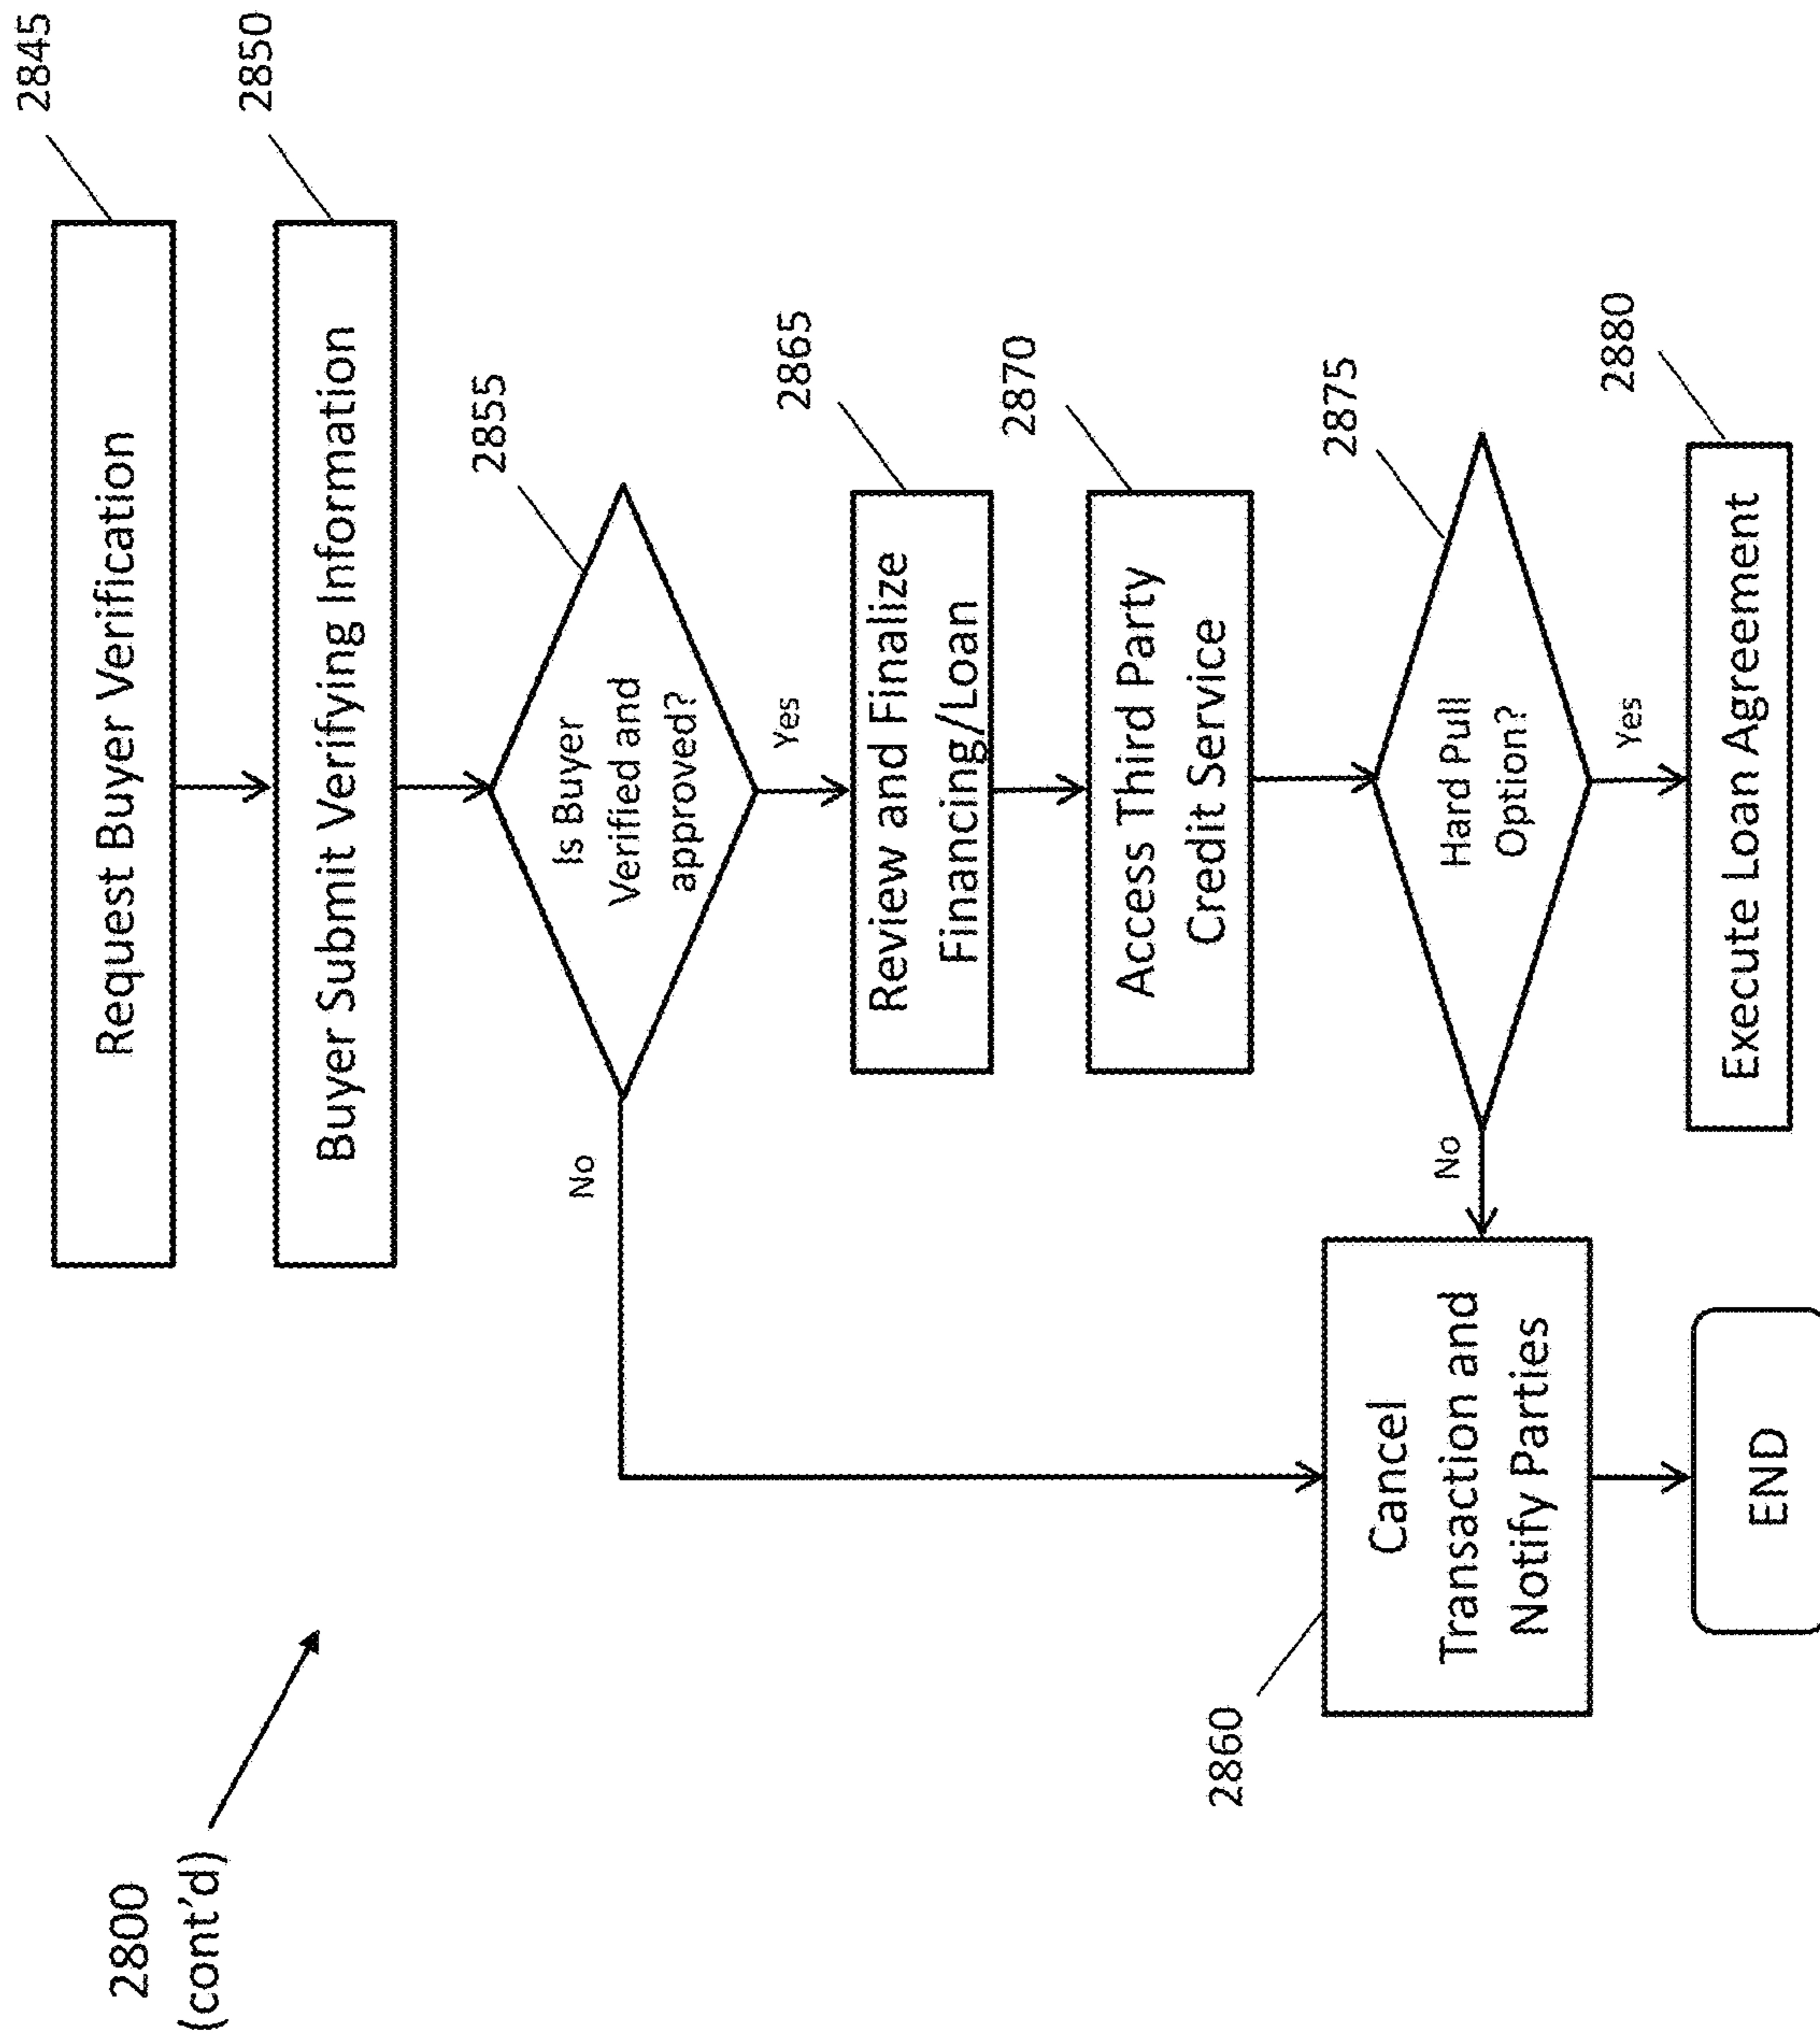 2800
(cont'd)
Request Buyer Verification
2845
Buyer Submit Verifying Information
2850
Is Buyer
Verified and
approved?
2855
No
Yes
Review and Finalize
Financing/Loan
2865
Access Third Party
Credit Service
2870
Hard Pull
Option?
2875
No
Yes
2860
Cancel
Transaction and
Notify Parties
Execute Loan Agreement
2880
END